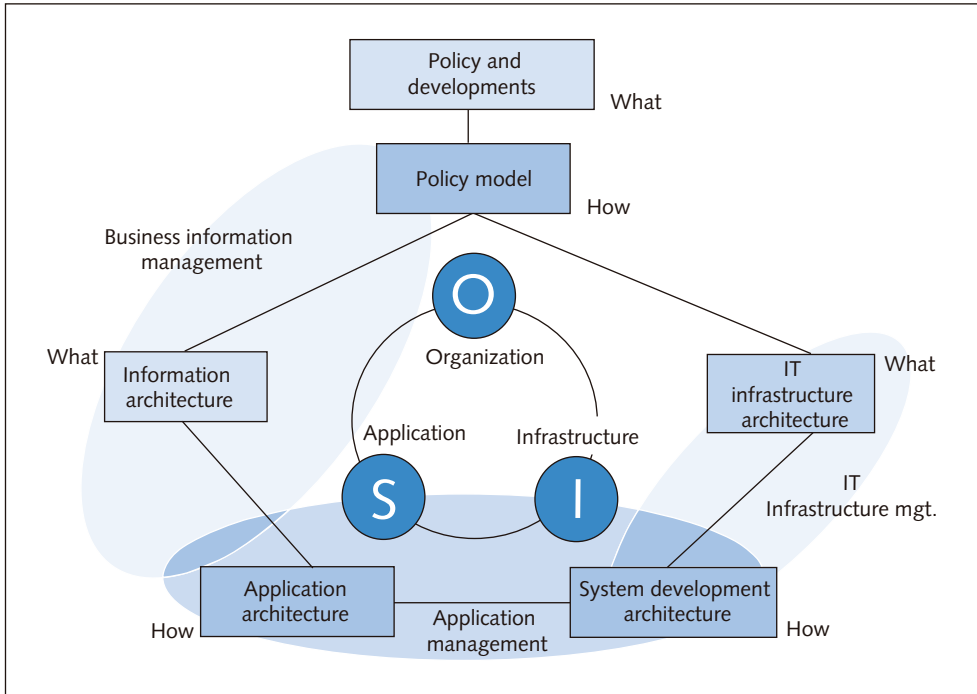 Policy and
developments
What
Policy model
How
Business information
management
O
Organization
What
Information
architecture
What
IT
infrastructure
architecture
Application
Infrastructure
S
I
IT
Infrastructure mgt.
Application
architecture
How
Application
management
System development
architecture
How